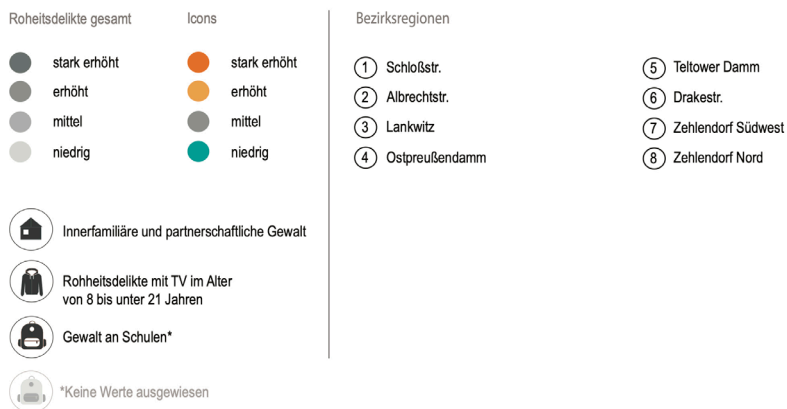 Roheitsdelikte gesamt
Icons
stark erhöht
stark erhöht
erhöht
erhöht
mittel
mittel
niedrig
niedrig
Innerfamiliäre und partnerschaftliche Gewalt
Rohheitsdelikte mit TV im Alter
von 8 bis unter 21 Jahren
Gewalt an Schulen*
*Keine Werte ausgewiesen
Bezirksregionen
1 Schloßstr.
2 Albrechtstr.
3 Lankwitz
4 Ostpreußendamm
5 Teltower Damm
6 Drakestr.
7 Zehlendorf Südwest
8 Zehlendorf Nord